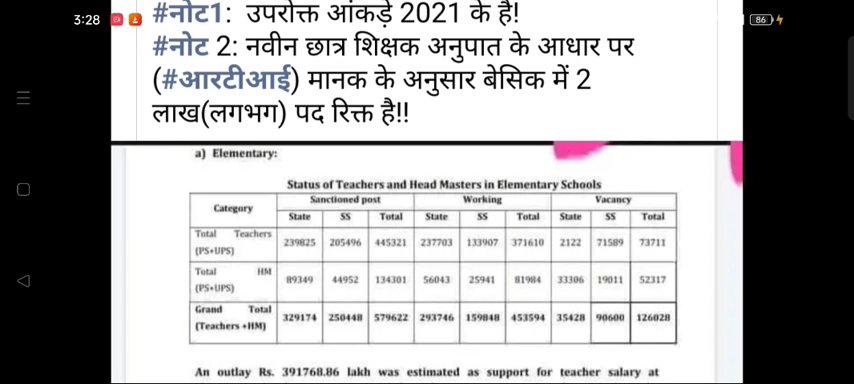 3:28
86
#नोट1: उपरोक्त आंकड़े 2021 के है!
#नोट 2: नवीन छात्र शिक्षक अनुपात के आधार पर
(#आरटीआई) मानक के अनुसार बेसिक में 2
लाख(लगभग) पद रिक्त है!!
a) Elementary:
Status of Teachers and Head Masters in Elementary Schools
Category Sanctioned post Working Vacancy
State SS Total State SS Total State SS Total
Total Teachers (PS+UPS) 239825 205496 445321 237703 133907 371610 2122 71589 73711
Total HM (PS+UPS) 89349 44952 134301 56043 25941 81984 33306 19011 52317
Grand Total (Teachers +HM) 329174 250448 579622 293746 159848 453594 35428 90600 126028
An outlay Rs. 391768.86 lakh was estimated as support for teacher salary at